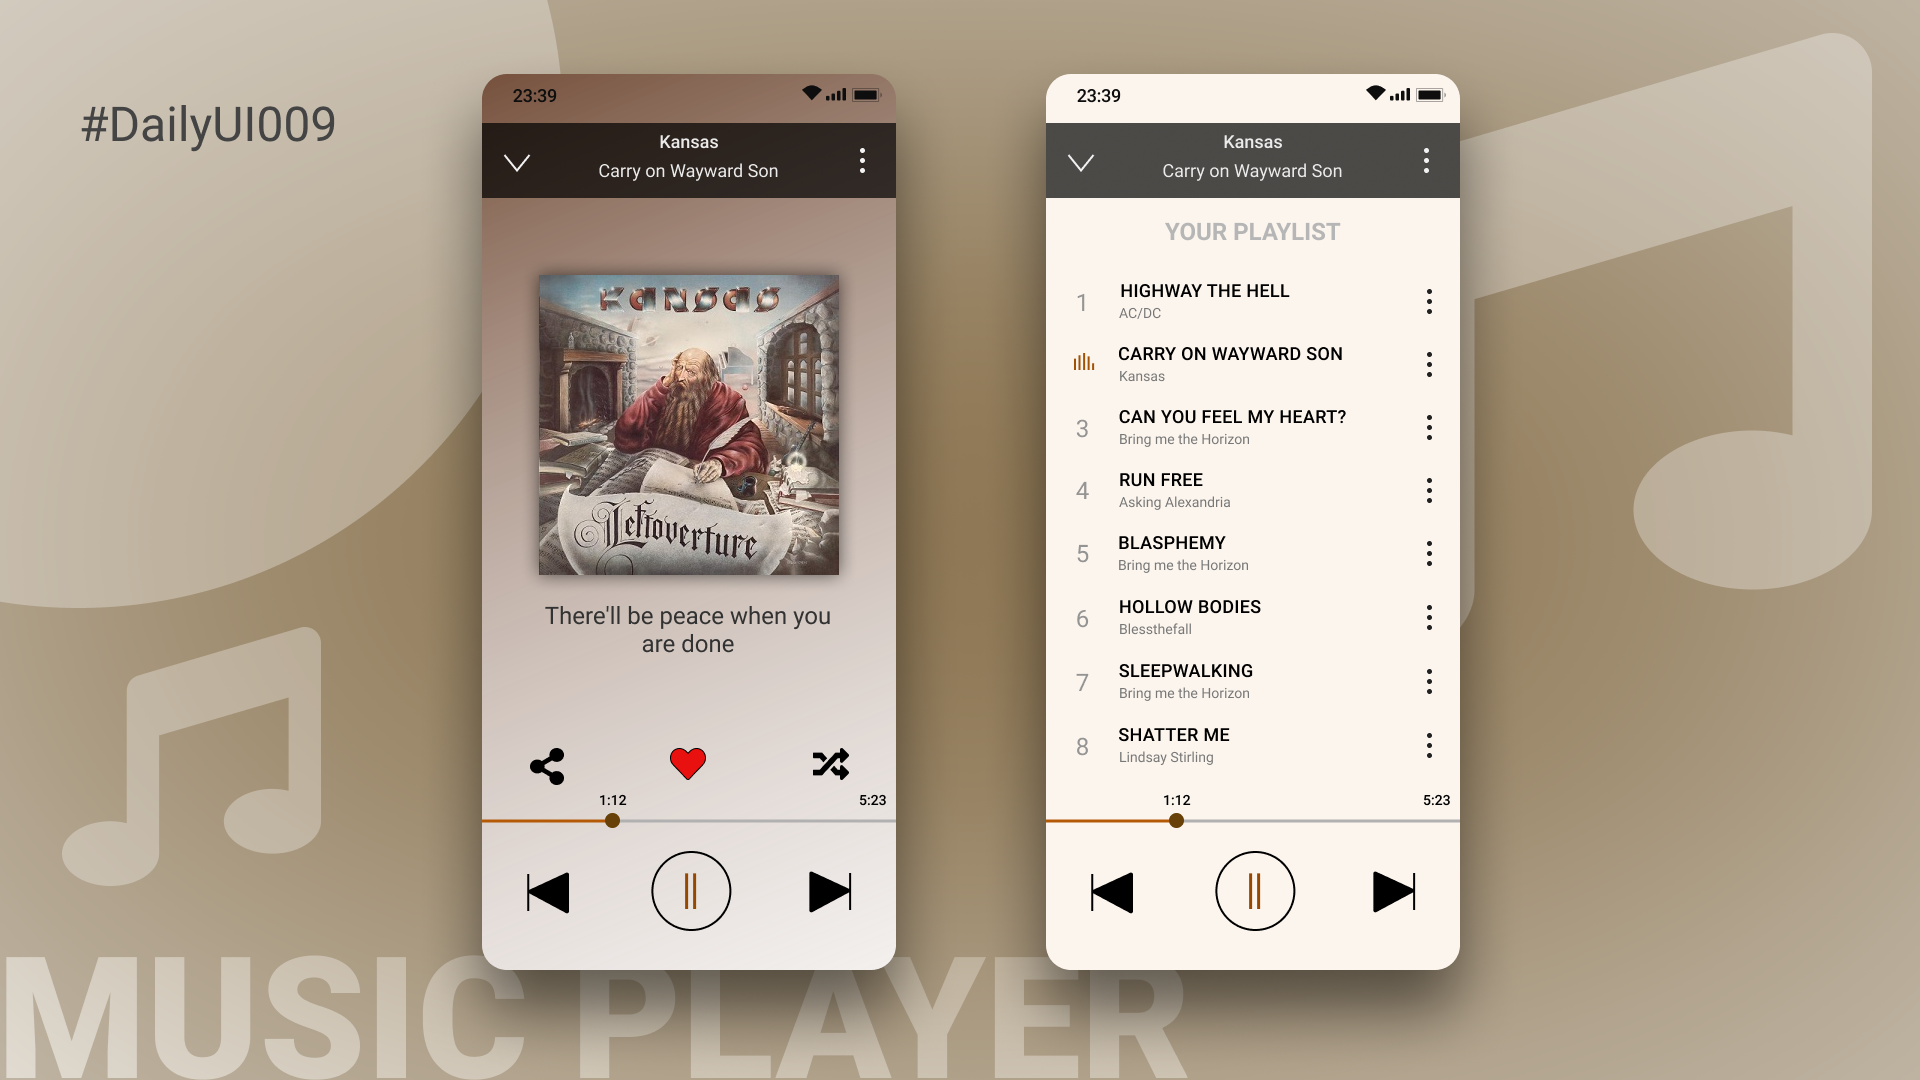 #DailyUI009
23:39
Kansas
Carry on Wayward Son
KANSAS
Leftoverture
There'll be peace when you
are done
1:12
5:23
23:39
Kansas
Carry on Wayward Son
YOUR PLAYLIST
1
HIGHWAY THE HELL
AC/DC
CARRY ON WAYWARD SON
Kansas
3
CAN YOU FEEL MY HEART?
Bring me the Horizon
4
RUN FREE
Asking Alexandria
5
BLASPHEMY
Bring me the Horizon
6
HOLLOW BODIES
Blessthefall
7
SLEEPWALKING
Bring me the Horizon
8
SHATTER ME
Lindsay Stirling
1:12
5:23
MUSIC PLAYER